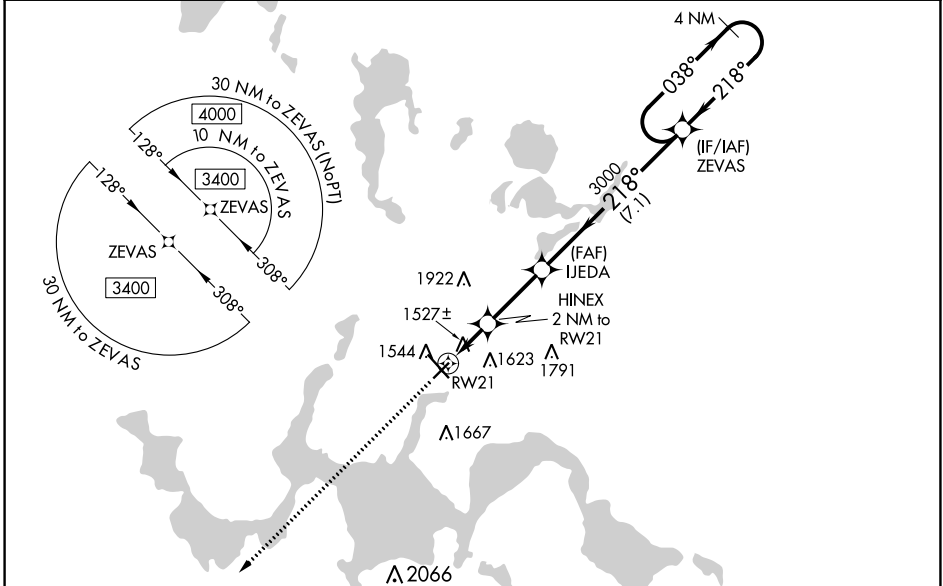 4 NM
038°
218°
(IF/IAF)
ZEVAS
30 NM to ZEVAS (NoPT)
4000
10 NM to ZEVAS
3400
128°
ZEVAS
308°
128°
ZEVAS
3400
308°
30 NM to ZEVAS
3000
218°
(7.1)
(FAF)
IJEDA
HINEX
2 NM to
RW21
1922
1527±
1544
1623
1791
RW21
1667
2066